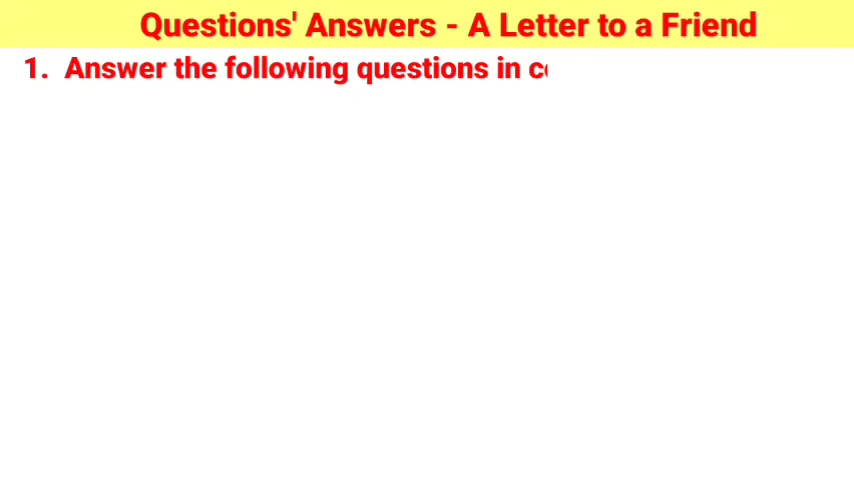 Questions' Answers - A Letter to a Friend
1. Answer the following questions in